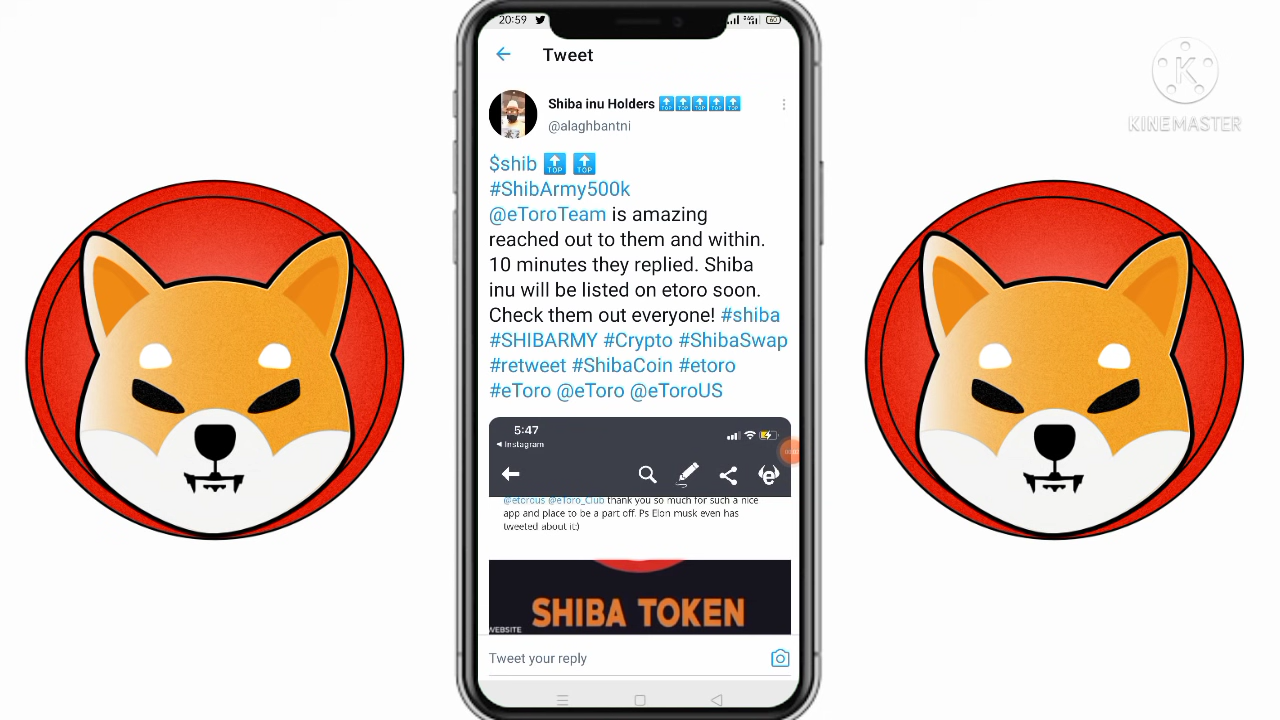 20:59
Tweet
Shiba inu Holders 🔝🔝🔝🔝🔝
@alaghbantni
$shib 🔝 🔝
#ShibArmy500k
@eToroTeam is amazing
reached out to them and within.
10 minutes they replied. Shiba
inu will be listed on etoro soon.
Check them out everyone! #shiba
#SHIBARMY #Crypto #ShibaSwap
#retweet #ShibaCoin #etoro
#eToro @eToro @eToroUS
5:47
Instagram
@etorous @eToro_Club thank you so much for such a nice
app and place to be a part off. Ps Elon musk even has
tweeted about it:)
SHIBA TOKEN
WEBSITE
Tweet your reply
K
KINEMASTER